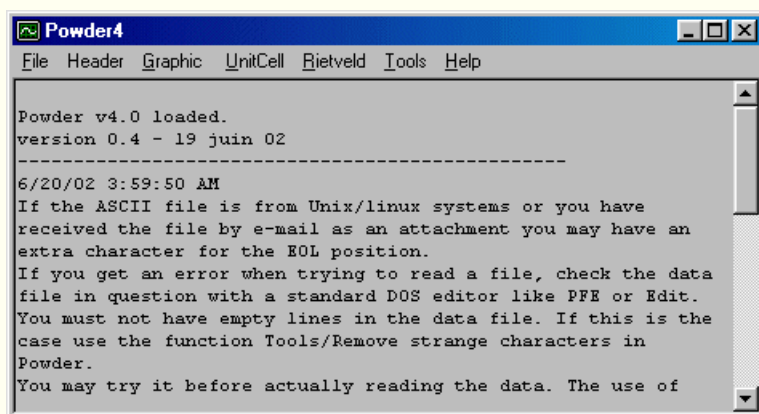 Powder4
File Header Graphic UnitCell Rietveld Tools Help
Powder v4.0 loaded.
version 0.4 - 19 juin 02
-------------------------------------------------
6/20/02 3:59:50 AM
If the ASCII file is from Unix/linux systems or you have
received the file by e-mail as an attachment you may have an
extra character for the EOL position.
If you get an error when trying to read a file, check the data
file in question with a standard DOS editor like PFE or Edit.
You must not have empty lines in the data file. If this is the
case use the function Tools/Remove strange characters in
Powder.
You may try it before actually reading the data. The use of